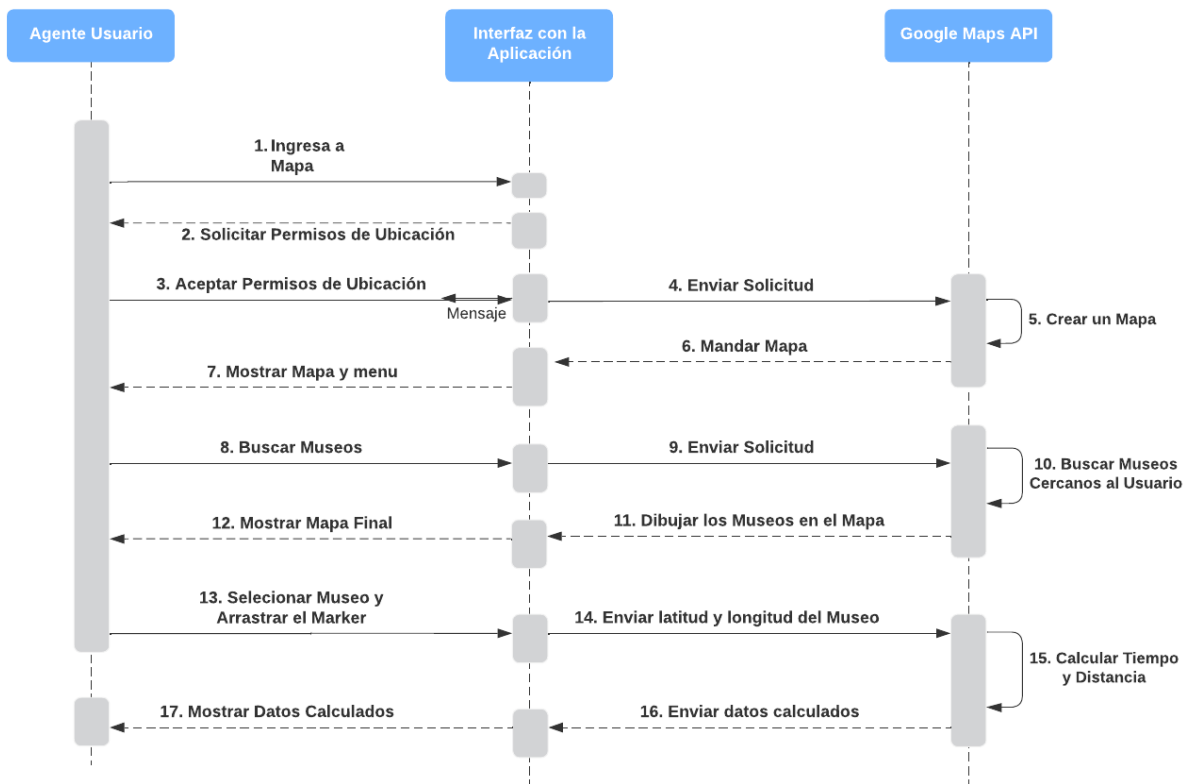 Agente Usuario
Interfaz con la
Aplicación
Google Maps API
1. Ingresa a
Mapa
2. Solicitar Permisos de Ubicación
3. Aceptar Permisos de Ubicación
Mensaje
4. Enviar Solicitud
5. Crear un Mapa
6. Mandar Mapa
7. Mostrar Mapa y menu
8. Buscar Museos
9. Enviar Solicitud
10. Buscar Museos
Cercanos al Usuario
11. Dibujar los Museos en el Mapa
12. Mostrar Mapa Final
13. Selecionar Museo y
Arrastrar el Marker
14. Enviar latitud y longitud del Museo
15. Calcular Tiempo
y Distancia
16. Enviar datos calculados
17. Mostrar Datos Calculados